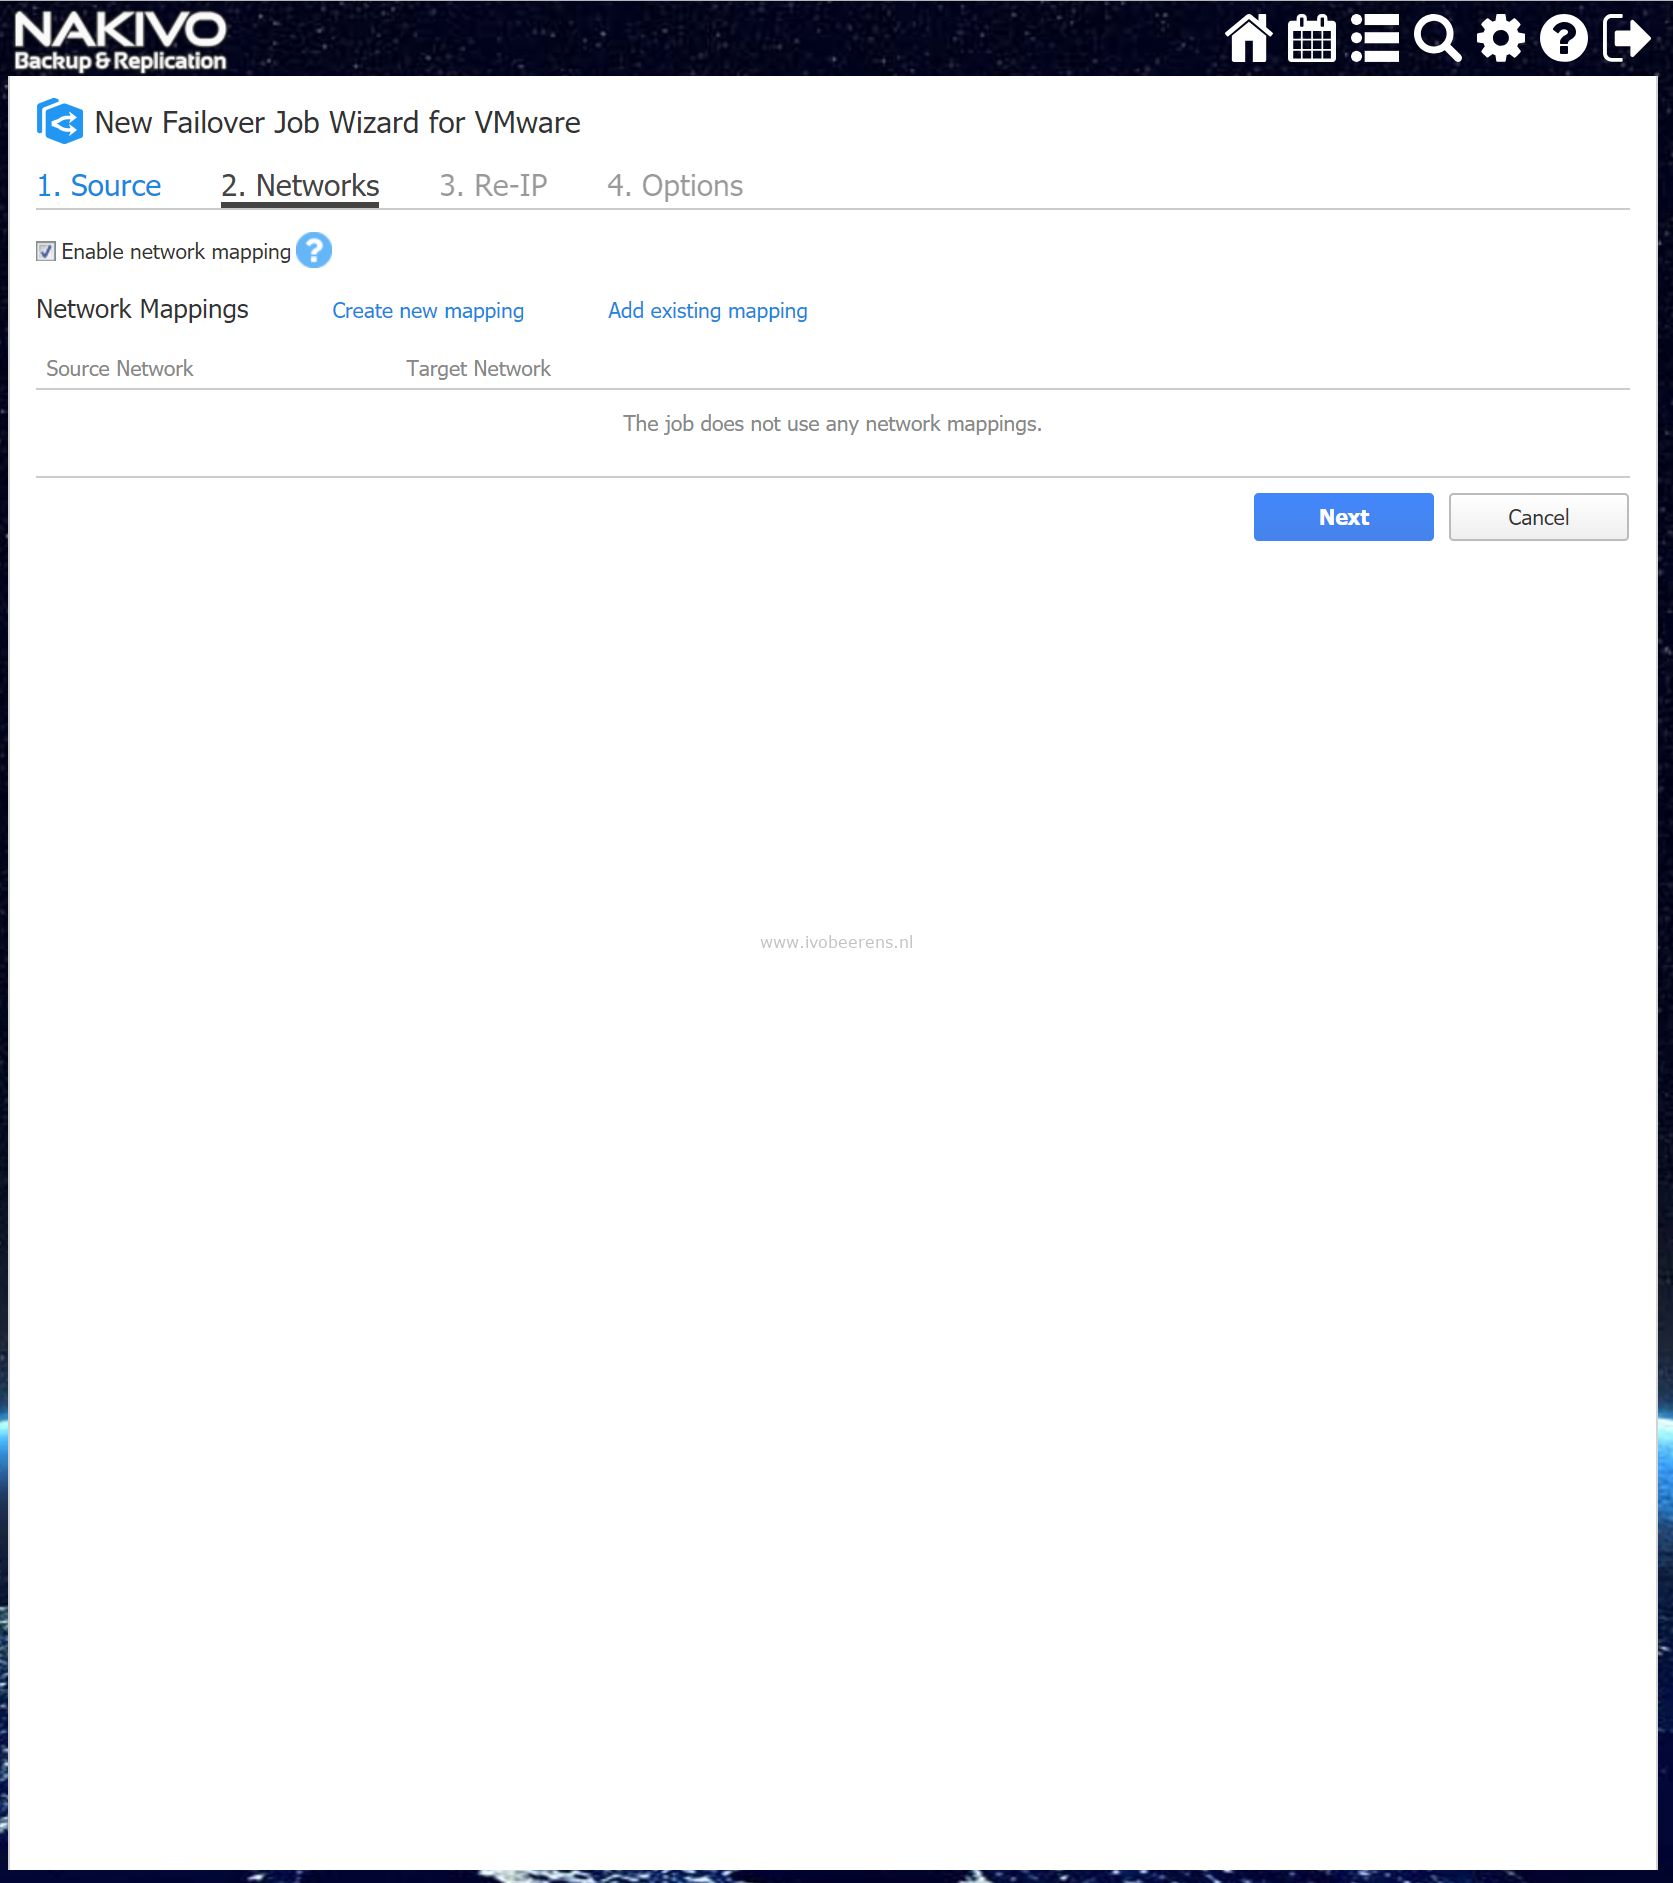 NAKIVO
Backup & Replication
New Failover Job Wizard for VMware
1. Source 2. Networks 3. Re-IP 4. Options
Enable network mapping ?
Network Mappings Create new mapping Add existing mapping
Source Network Target Network
The job does not use any network mappings.
Next Cancel
www.ivobeerens.nl